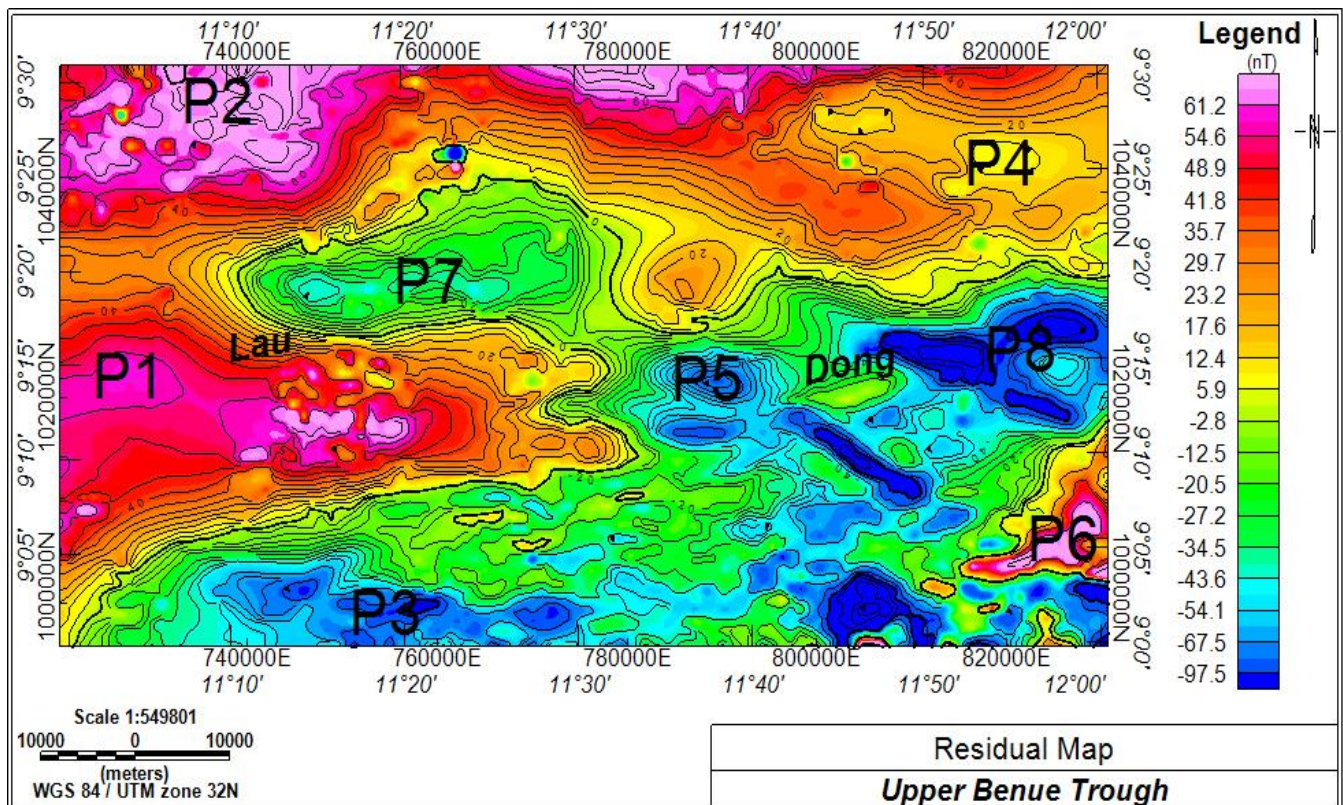 11°20' 11°30' 11°40' 11°50' 12°00'
740000E 760000E 800000E 820000E
Legend
(nT)
61.2
54.6
48.9
41.8
35.7
29.7
23.2
17.6
12.4
5.9
-2.8
-12.5
-20.5
-27.2
-34.5
-43.6
-54.1
-67.5
-97.5
N
9°30' 9°30'
9°25' 9°25'
1040000N 1040000N
9°20' 9°20'
9°15' 9°15'
1020000N 1020000N
9°10' 9°10'
9°05' 9°05'
1000000N 1000000N
9°00'
P2
P4
P7
Lau
P1
P5
Dong
P8
P6
P3
740000E 760000E 780000E 800000E 820000E
11°10' 11°20' 11°30' 11°40' 11°50' 12°00'
Scale 1:549801
10000 0 10000
(meters)
WGS 84 / UTM zone 32N
Residual Map
Upper Benue Trough